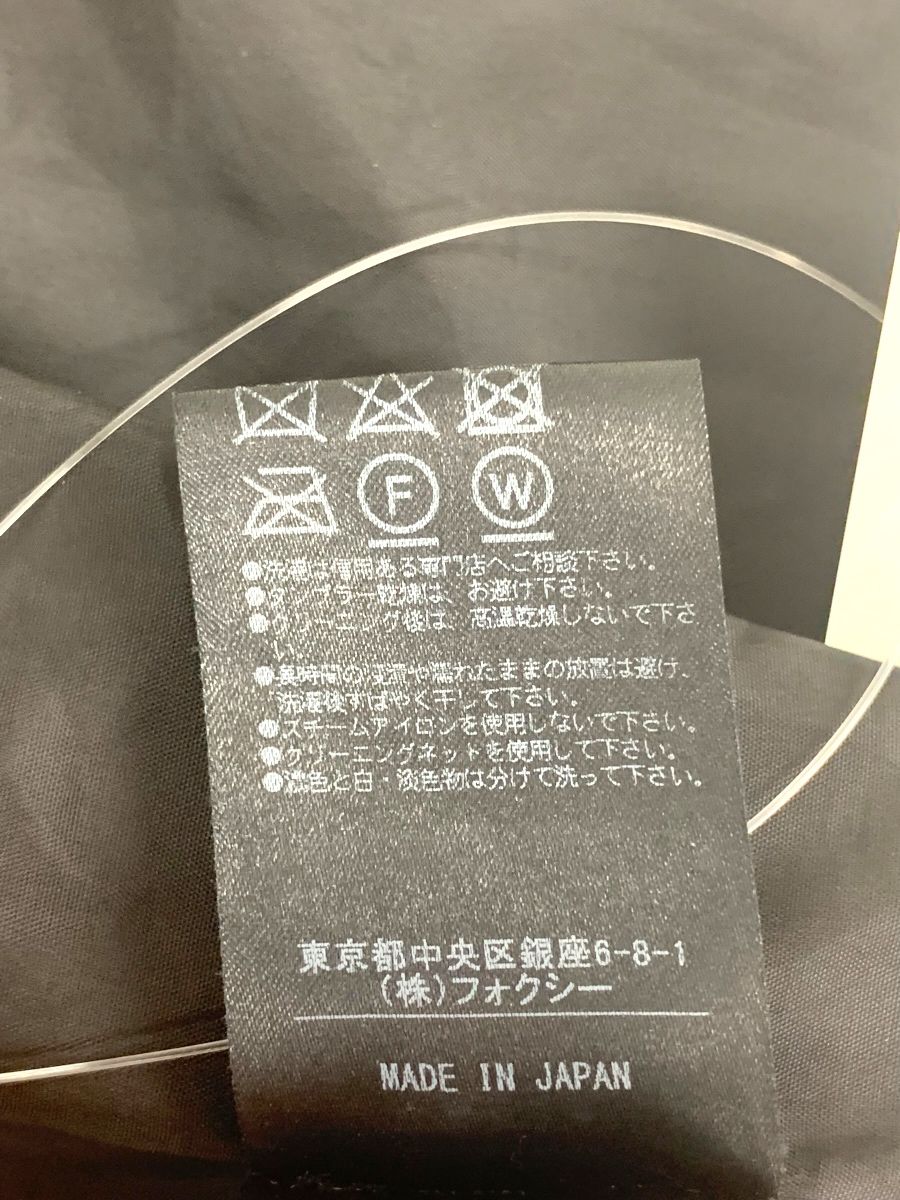 F W
●洗濯は信用ある専門店へご相談下さい。
●タンブラー乾燥は、お避け下さい。
●クリーニング後は、高温乾燥しないで下さ
い。
●長時間の浸漬や濡れたままの放置は避け、
洗濯後すばやく干して下さい。
●スチームアイロンを使用しないで下さい。
●クリーニングネットを使用して下さい。
●濃色と白・淡色物は分けて洗って下さい。
東京都中央区銀座6-8-1
(株)フォクシー
MADE IN JAPAN